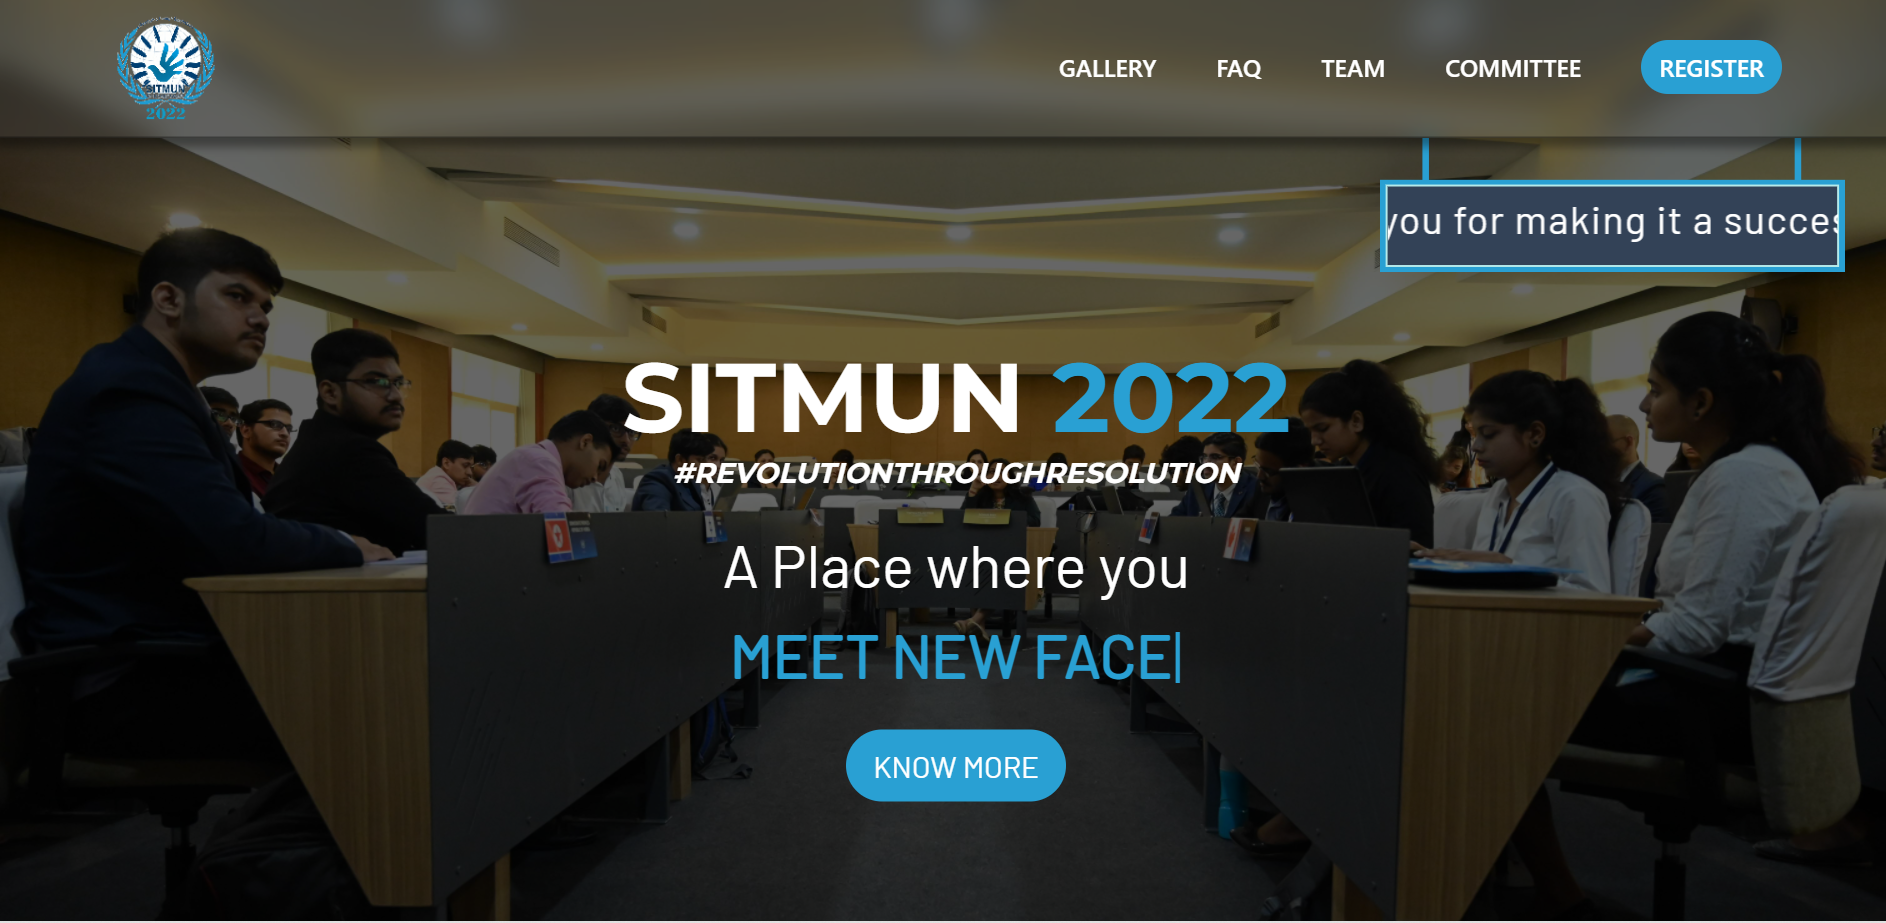 SITMUN
2022
GALLERY FAQ TEAM COMMITTEE REGISTER
you for making it a succes
SITMUN 2022
#REVOLUTIONTHROUGHRESOLUTION
A Place where you
MEET NEW FACE
KNOW MORE